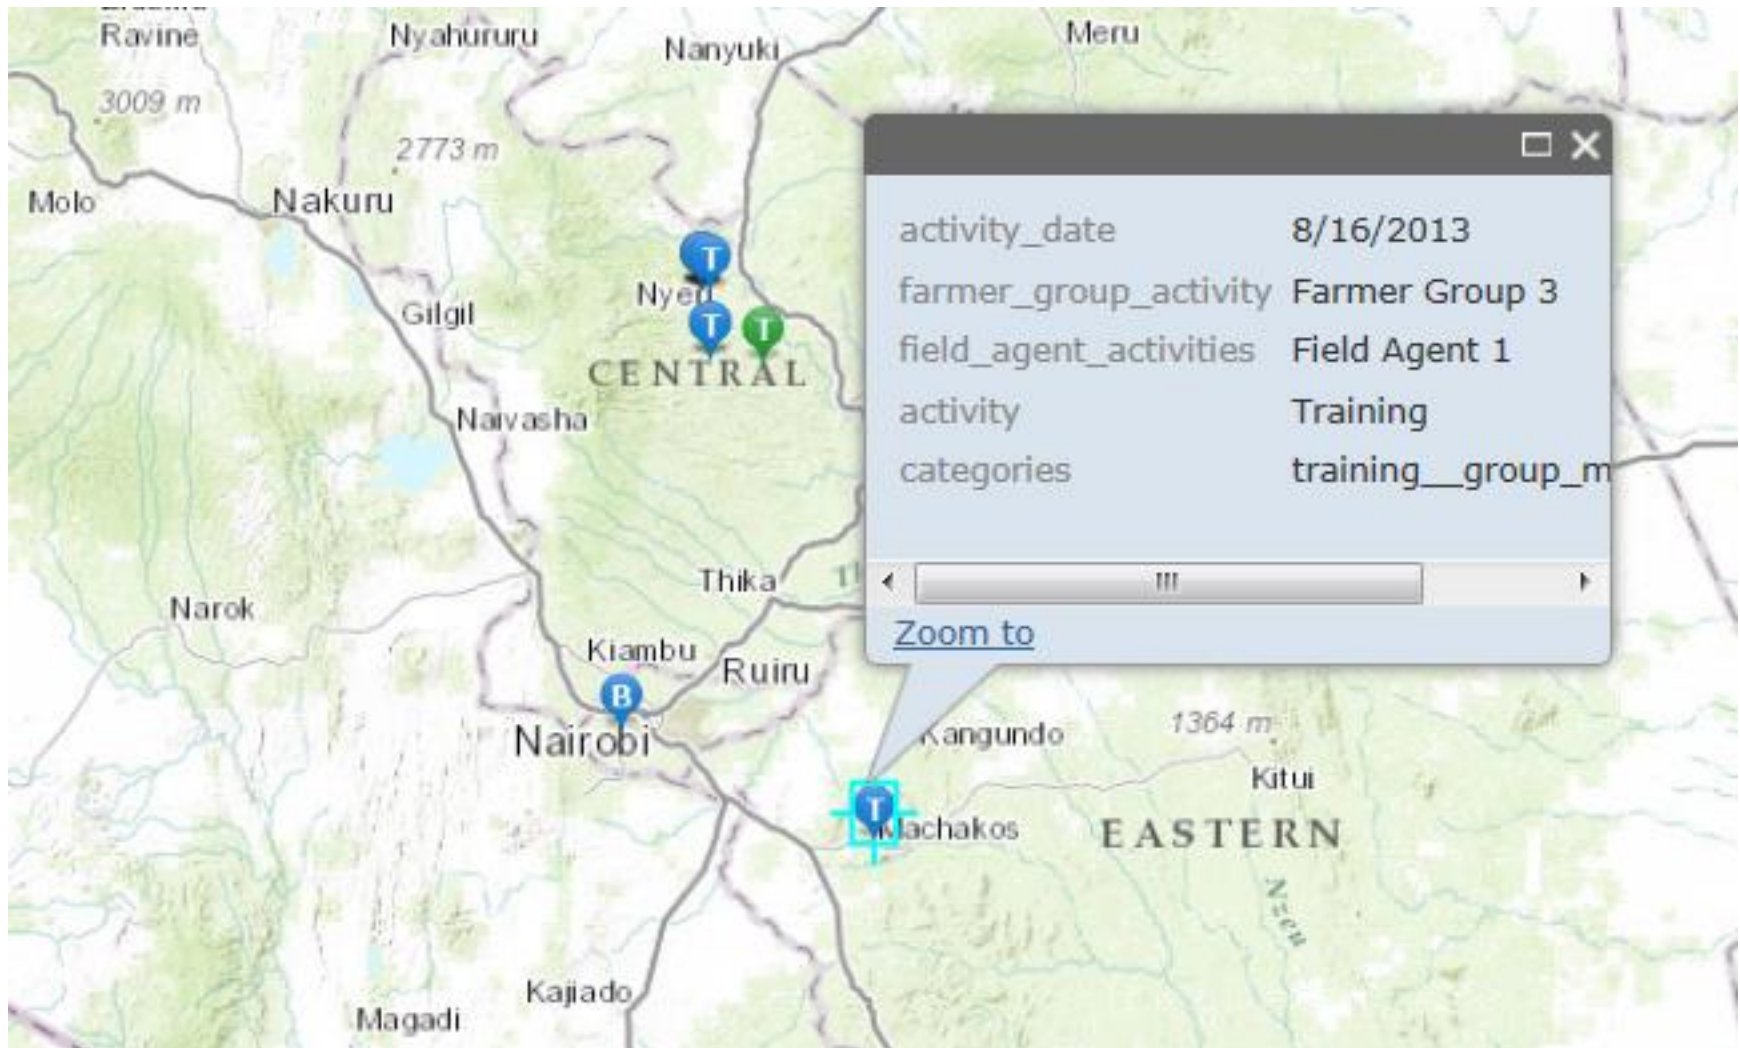 Ravine
Nyahururu
Nanyuki
Meru
3009 m
2773 m
Molo
Nakuru
T
Nyeri
Gilgil
T
T
CENTRAL
Naivasha
activity_date 8/16/2013
farmer_group_activity Farmer Group 3
field_agent_activities Field Agent 1
activity Training
categories training__group_m
Zoom to
Thika
Narok
Kiambu
Ruiru
B
Nairobi
Kangundo
1364 m
Kitui
T
Machakos
EASTERN
Nzeu
Kajiado
Magadi